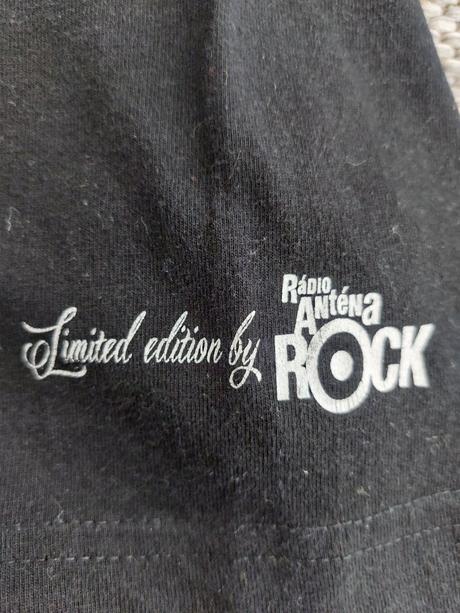 Limited edition by
RÁDIO
ANténa
ROCK